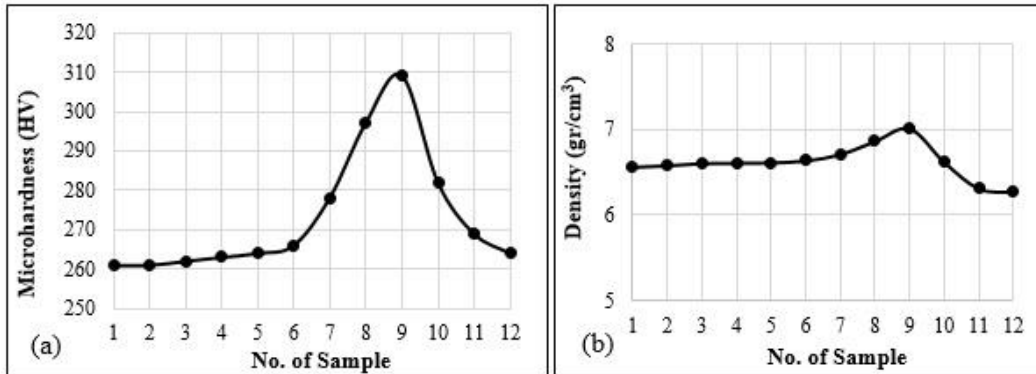 320
310
300
290
280
270
260
250
Microhardness (HV)
1 2 3 4 5 6 7 8 9 10 11 12
No. of Sample
(a)
8
7
6
5
Density (gr/cm³)
1 2 3 4 5 6 7 8 9 10 11 12
No. of Sample
(b)